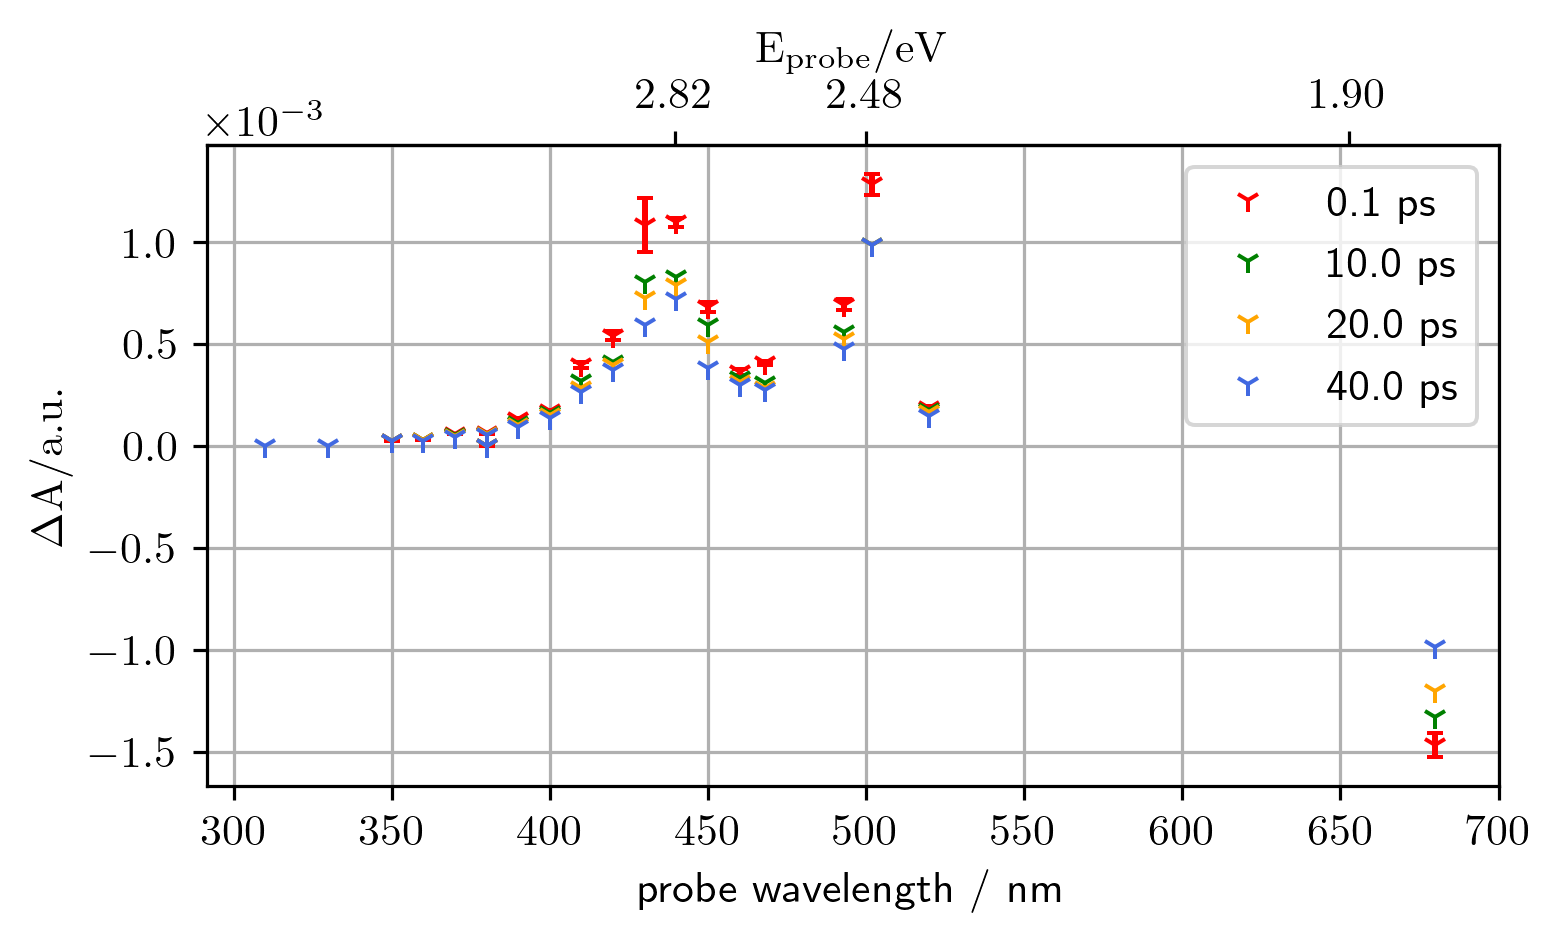 E_probe/eV
2.82 2.48 1.90
×10⁻³
0.1 ps
10.0 ps
20.0 ps
40.0 ps
1.0
0.5
0.0
−0.5
−1.0
−1.5
ΔA/a.u.
300 350 400 450 500 550 600 650 700
probe wavelength / nm